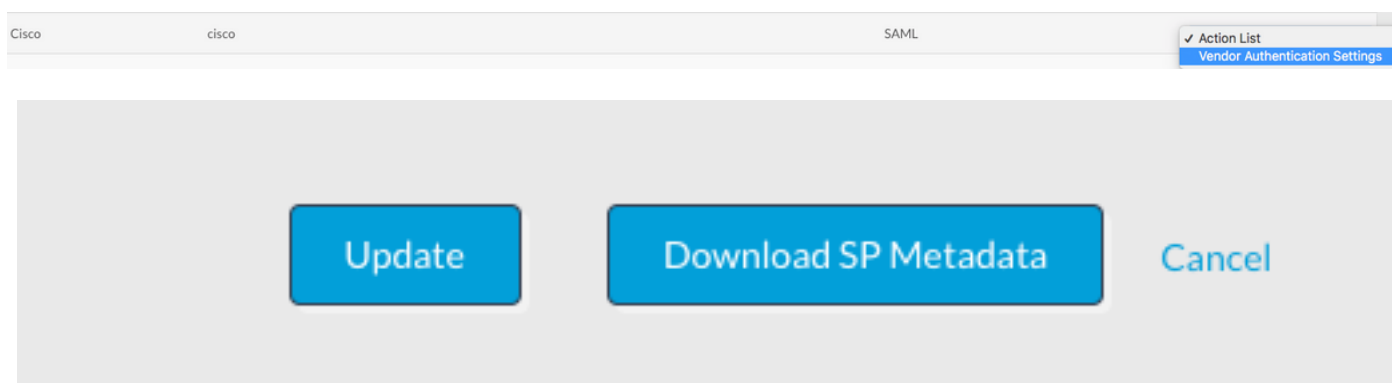 Cisco cisco SAML ✓ Action List
Vendor Authentication Settings
Update Download SP Metadata Cancel